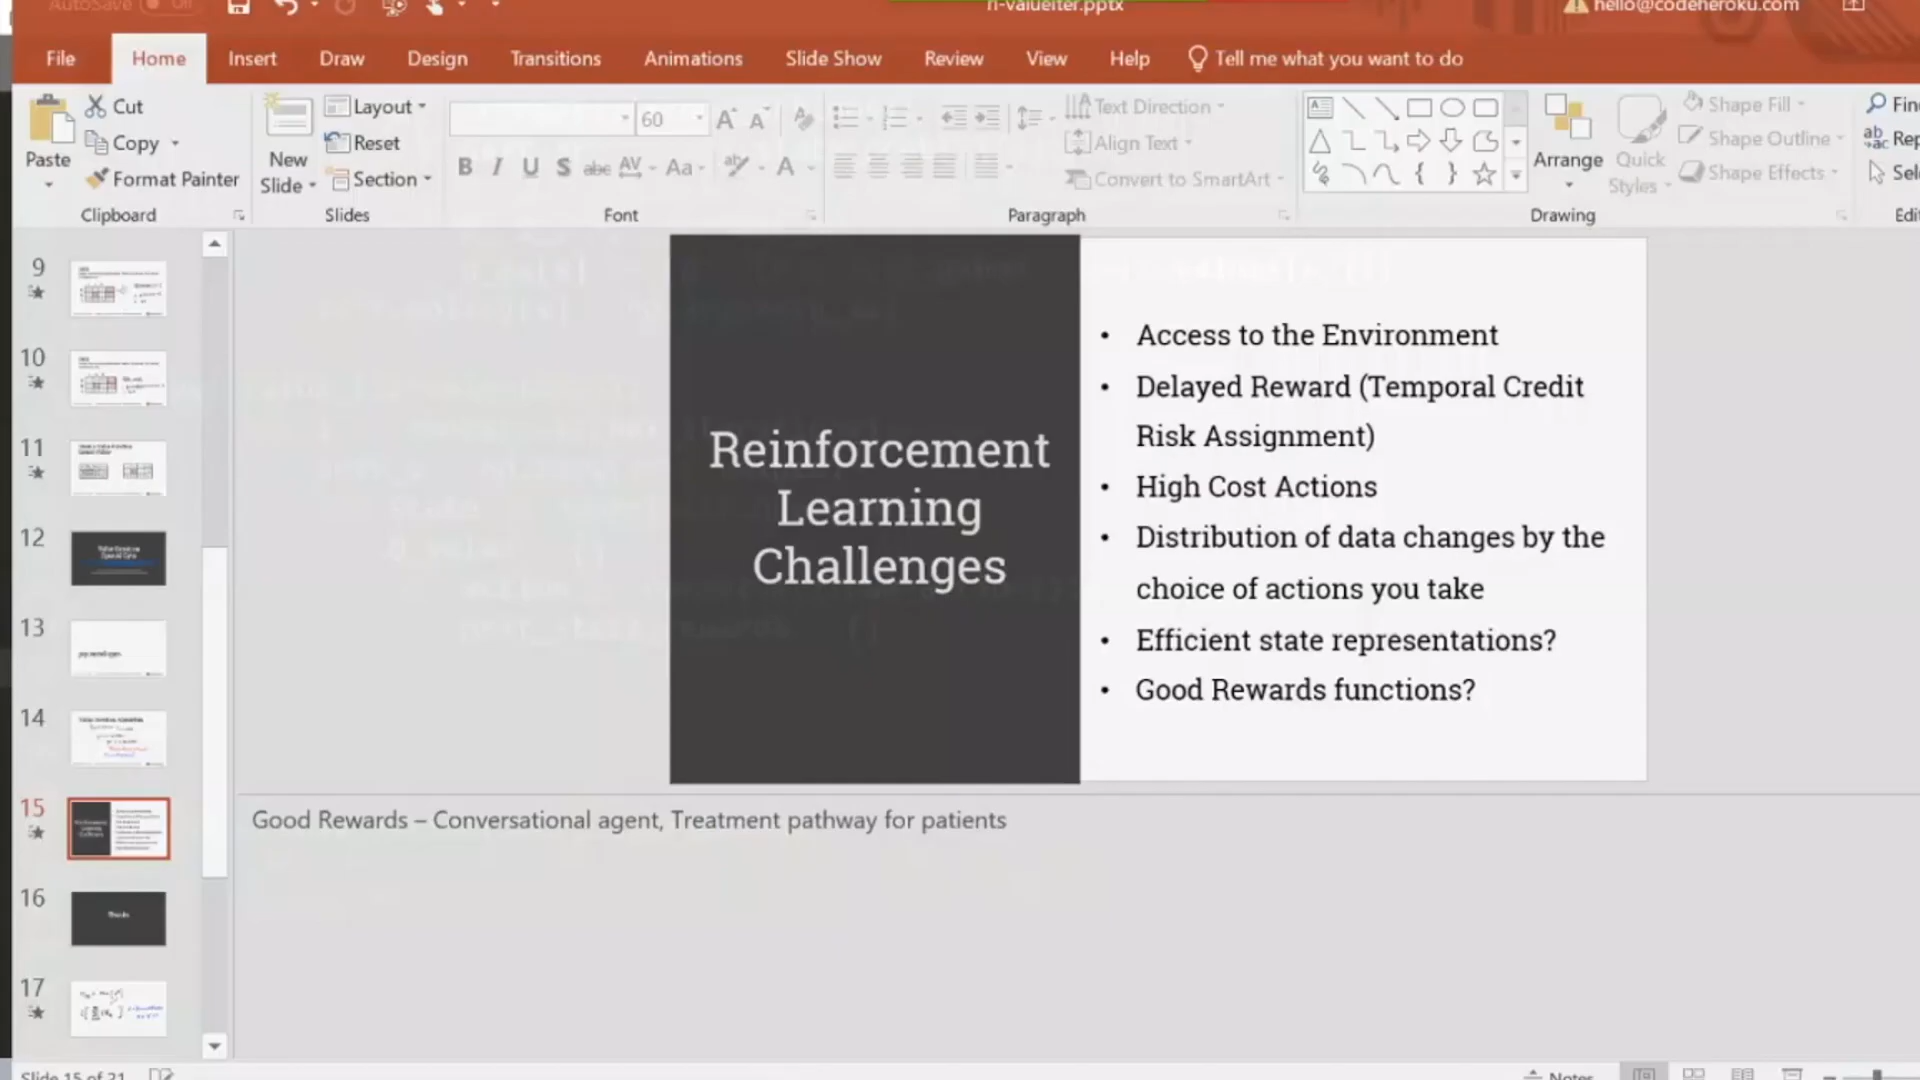 AutoSave Off
n-valueiter.pptx
hello@codeheroku.com
File Home Insert Draw Design Transitions Animations Slide Show Review View Help Tell me what you want to do
Paste
Cut
Copy
Format Painter
Clipboard
New
Slide
Layout
Reset
Section
Slides
60
B I U S abc AV Aa A
Font
Text Direction
Align Text
Convert to SmartArt
Paragraph
Arrange
Quick
Styles
Shape Fill
Shape Outline
Shape Effects
Drawing
9
10
11
12
13
14
15
16
17
Reinforcement
Learning
Challenges
• Access to the Environment
• Delayed Reward (Temporal Credit
Risk Assignment)
• High Cost Actions
• Distribution of data changes by the
choice of actions you take
• Efficient state representations?
• Good Rewards functions?
Good Rewards – Conversational agent, Treatment pathway for patients
Slide 15 of 21
Notes